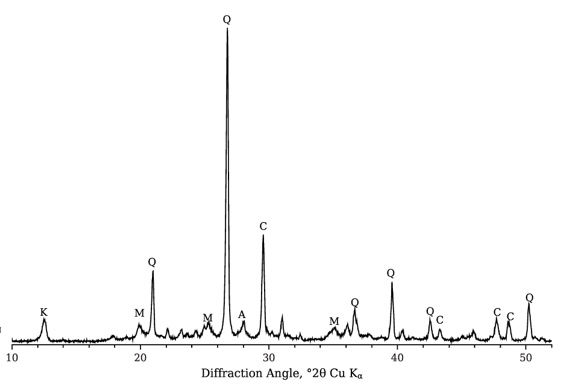 Q
C
Q
Q
K
M
M
A
M
Q
Q
C
C
C
Q
10 20 30 40 50
Diffraction Angle, °2θ Cu Kα